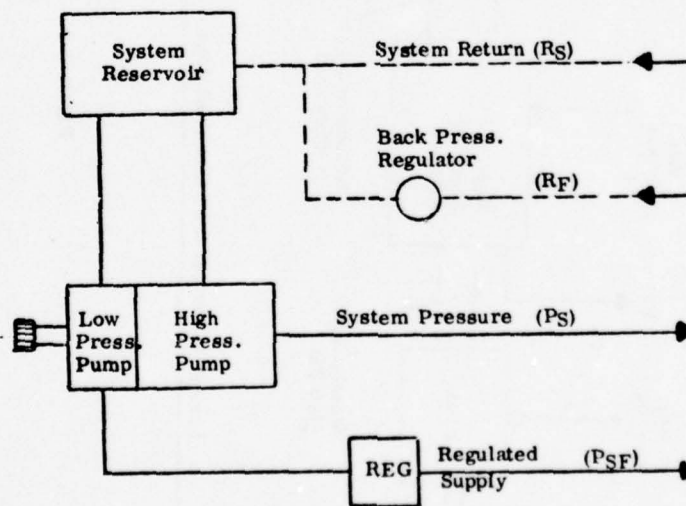 System
Reservoir
System Return (RS)
Back Press.
Regulator
(RF)
Low
Press.
Pump
High
Press.
Pump
System Pressure (PS)
REG
Regulated
Supply
(PSF)